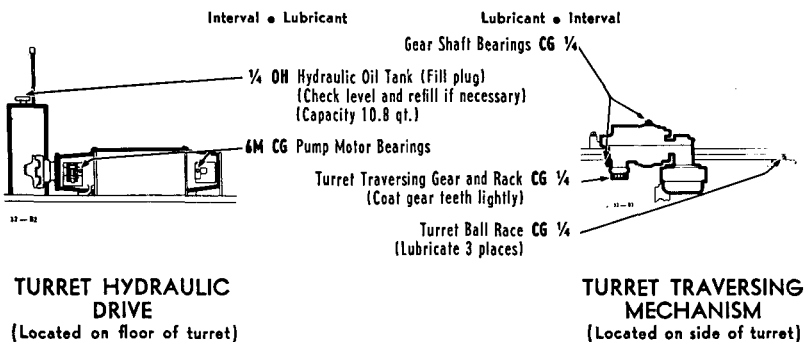 Interval • Lubricant
Lubricant • Interval
Gear Shaft Bearings CG ¼
¼ OH Hydraulic Oil Tank (Fill plug)
(Check level and refill if necessary)
(Capacity 10.8 qt.)
6M CG Pump Motor Bearings
Turret Traversing Gear and Rack CG ¼
(Coat gear teeth lightly)
Turret Ball Race CG ¼
(Lubricate 3 places)
TURRET HYDRAULIC
DRIVE
(Located on floor of turret)
TURRET TRAVERSING
MECHANISM
(Located on side of turret)